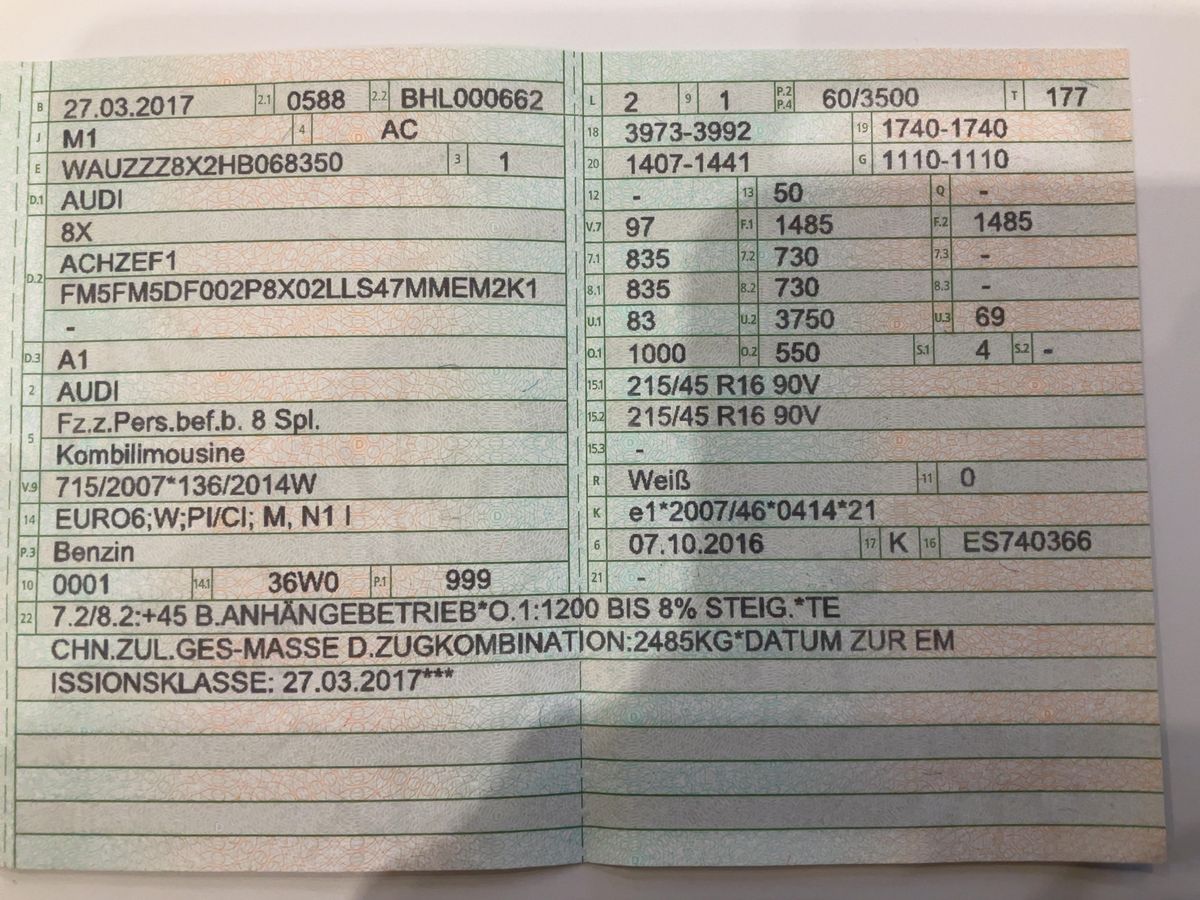 B 27.03.2017 2.1 0588 2.2 BHL000662
J M1 4 AC
E WAUZZZ8X2HB068350 3 1
D.1 AUDI
8X
D.2 ACHZEF1
FM5FM5DF002P8X02LLS47MMEM2K1
-
D.3 A1
2 AUDI
5 Fz.z.Pers.bef.b. 8 Spl.
Kombilimousine
V.9 715/2007*136/2014W
14 EURO6;W;PI/CI; M, N1 I
P.3 Benzin
10 0001 14.1 36W0 P.1 999
L 2 9 1 P.2 P.4 60/3500 T 177
18 3973-3992 19 1740-1740
20 1407-1441 G 1110-1110
12 - 13 50 Q -
V.7 97 F.1 1485 F.2 1485
7.1 835 7.2 730 7.3 -
8.1 835 8.2 730 8.3 -
U.1 83 U.2 3750 U.3 69
O.1 1000 O.2 550 S.1 4 S.2 -
15.1 215/45 R16 90V
15.2 215/45 R16 90V
15.3 -
R Weiß 11 0
K e1*2007/46*0414*21
6 07.10.2016 17 K 16 ES740366
21 -
22 7.2/8.2:+45 B.ANHÄNGEBETRIEB*O.1:1200 BIS 8% STEIG.*TE
CHN.ZUL.GES-MASSE D.ZUGKOMBINATION:2485KG*DATUM ZUR EM
ISSIONSKLASSE: 27.03.2017***